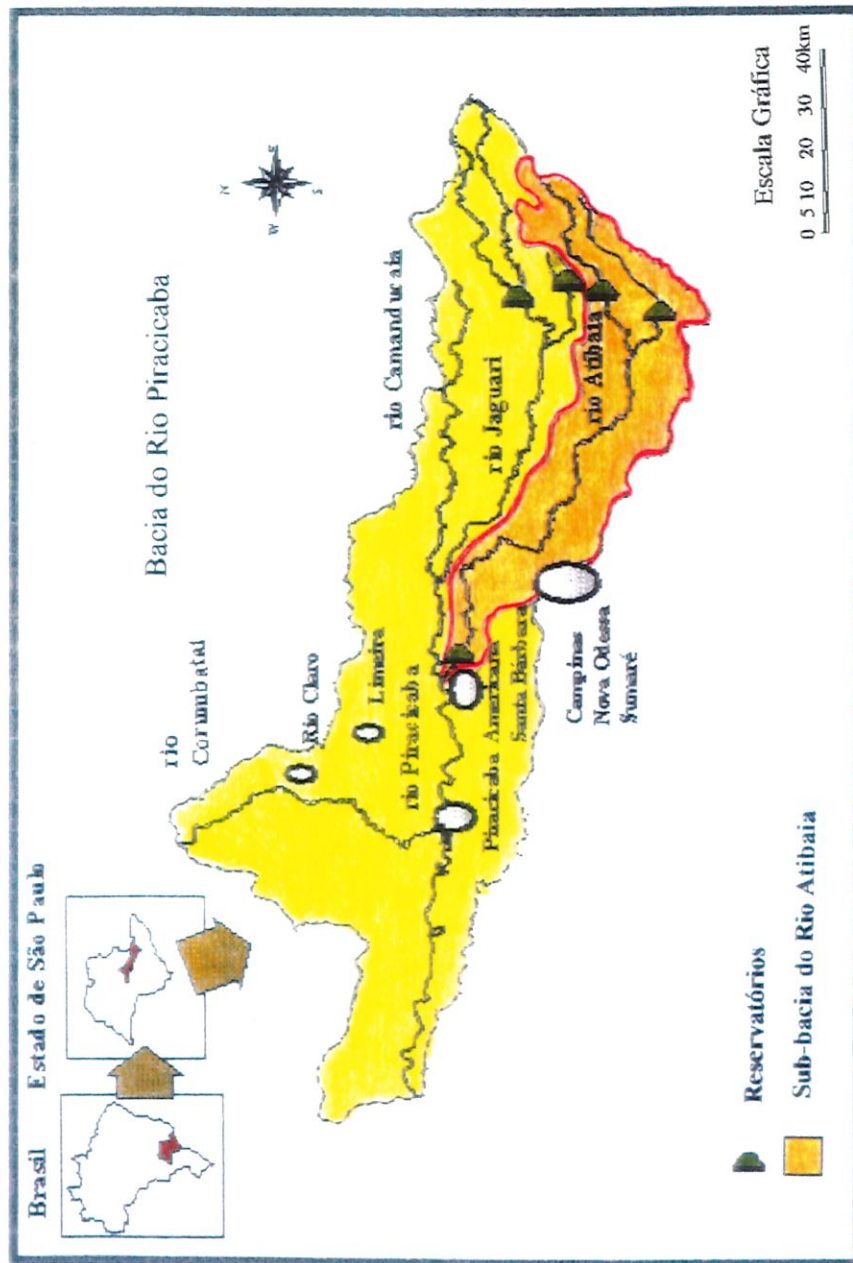 Brasil
Estado de São Paulo
Bacia do Rio Piracicaba
N
W
E
S
rio
Corumbataí
Rio Claro
Limeira
rio Piracicaba
rio Camanducaia
rio Jaguari
rio Atibaia
Piracicaba
Americana
Santa Bárbara
Campinas
Nova Odessa
Sumaré
Reservatórios
Sub-bacia do Rio Atibaia
Escala Gráfica
0 5 10 20 30 40km